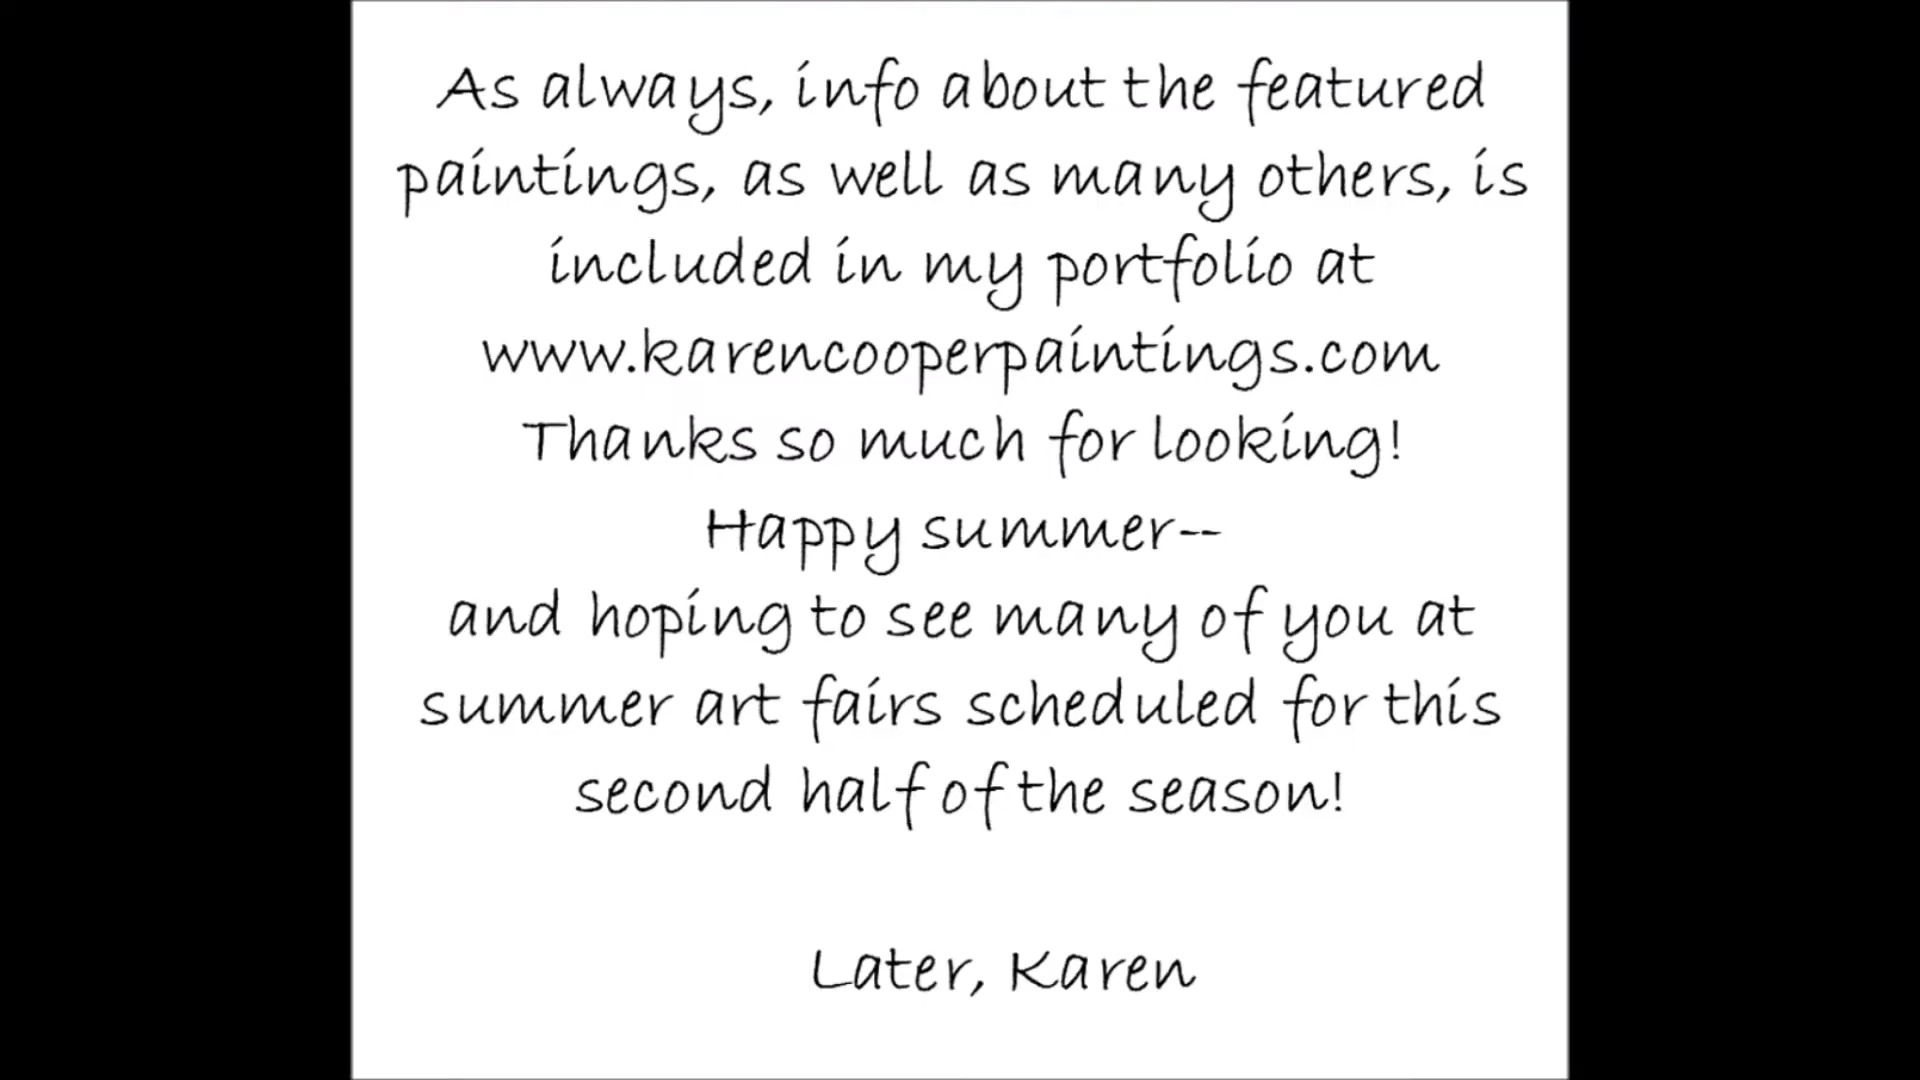 As always, info about the featured
paintings, as well as many others, is
included in my portfolio at
www.karencooperpaintings.com
Thanks so much for looking!
Happy summer--
and hoping to see many of you at
summer art fairs scheduled for this
second half of the season!
Later, Karen